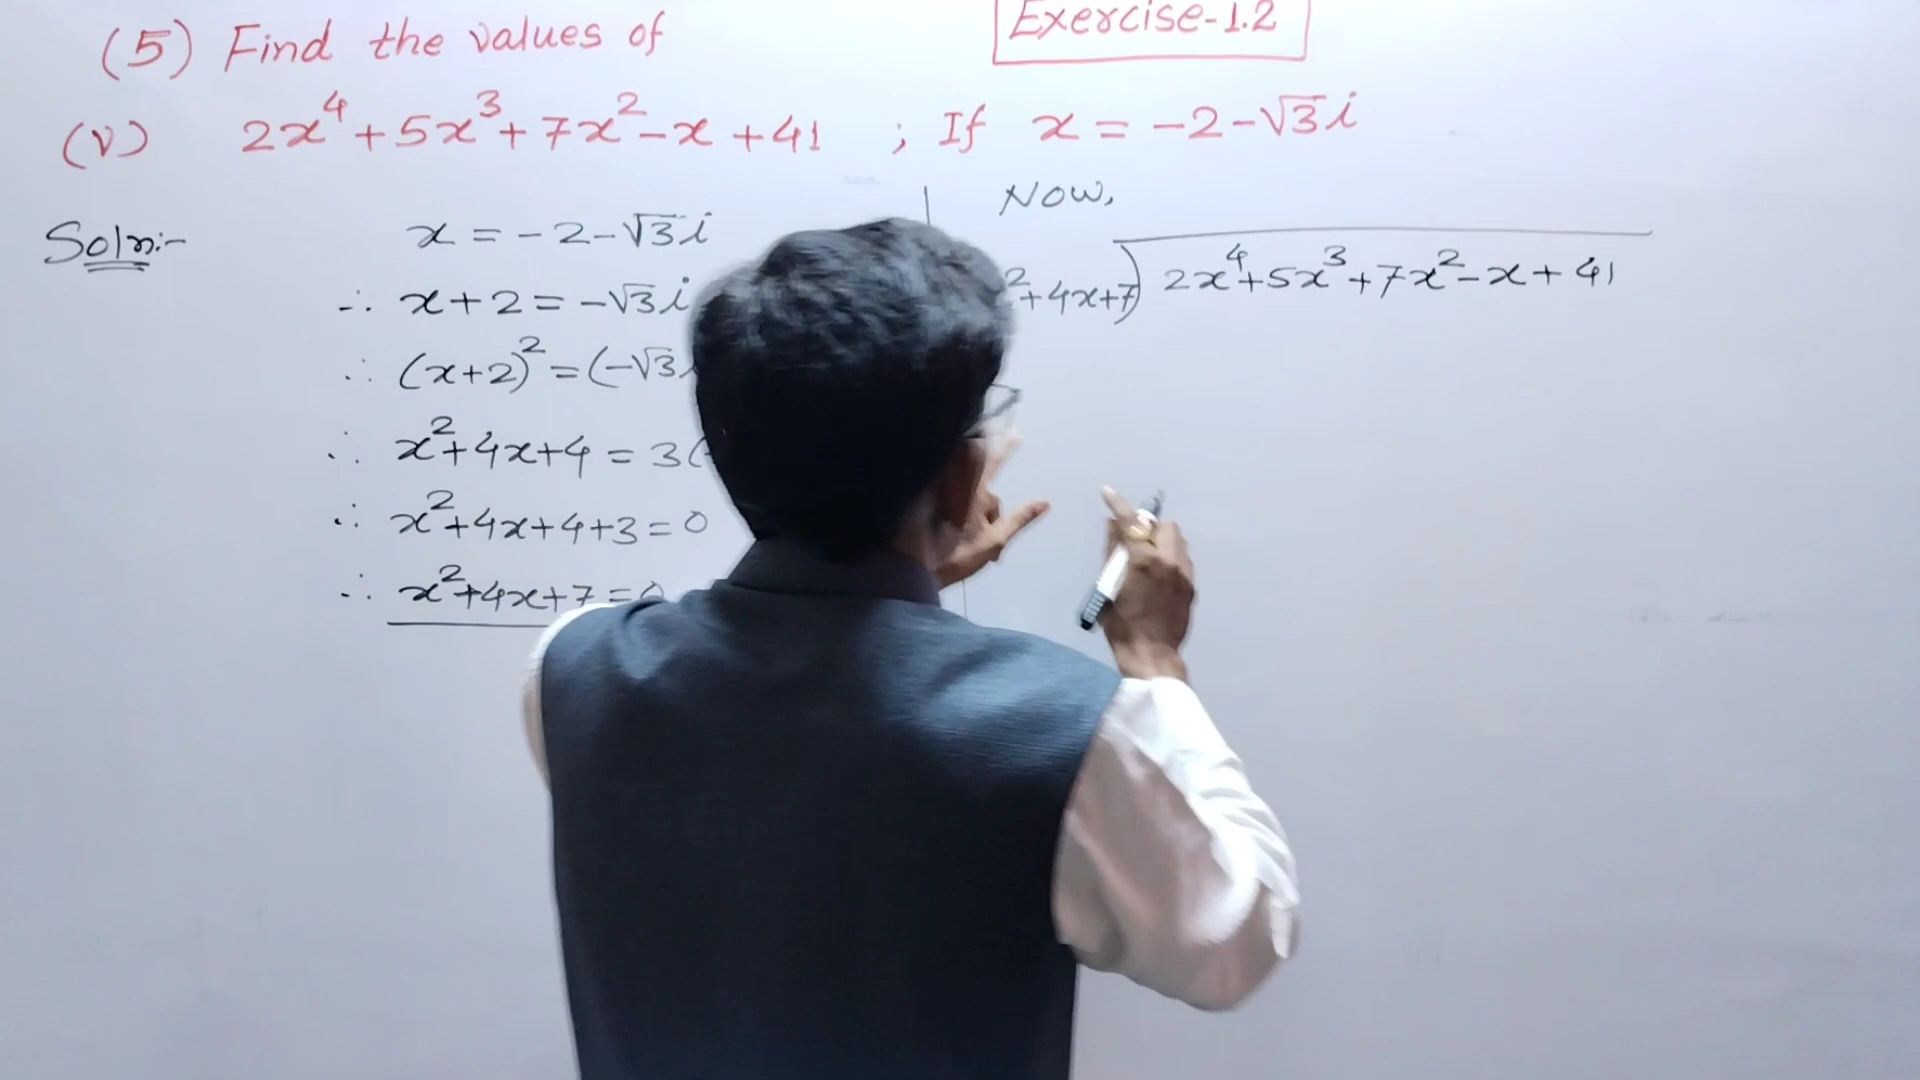 (5) Find the values of
Exercise-1.2
(V) 2x⁴+5x³+7x²-x+41 ; If x=-2-√3i
Soln:-
x=-2-√3i
∴ x+2=-√3i
∴ (x+2)²=(-√3
∴ x²+4x+4=3(
∴ x²+4x+4+3=0
∴ x²+4x+7=0
Now,
²+4x+7) 2x⁴+5x³+7x²-x+41